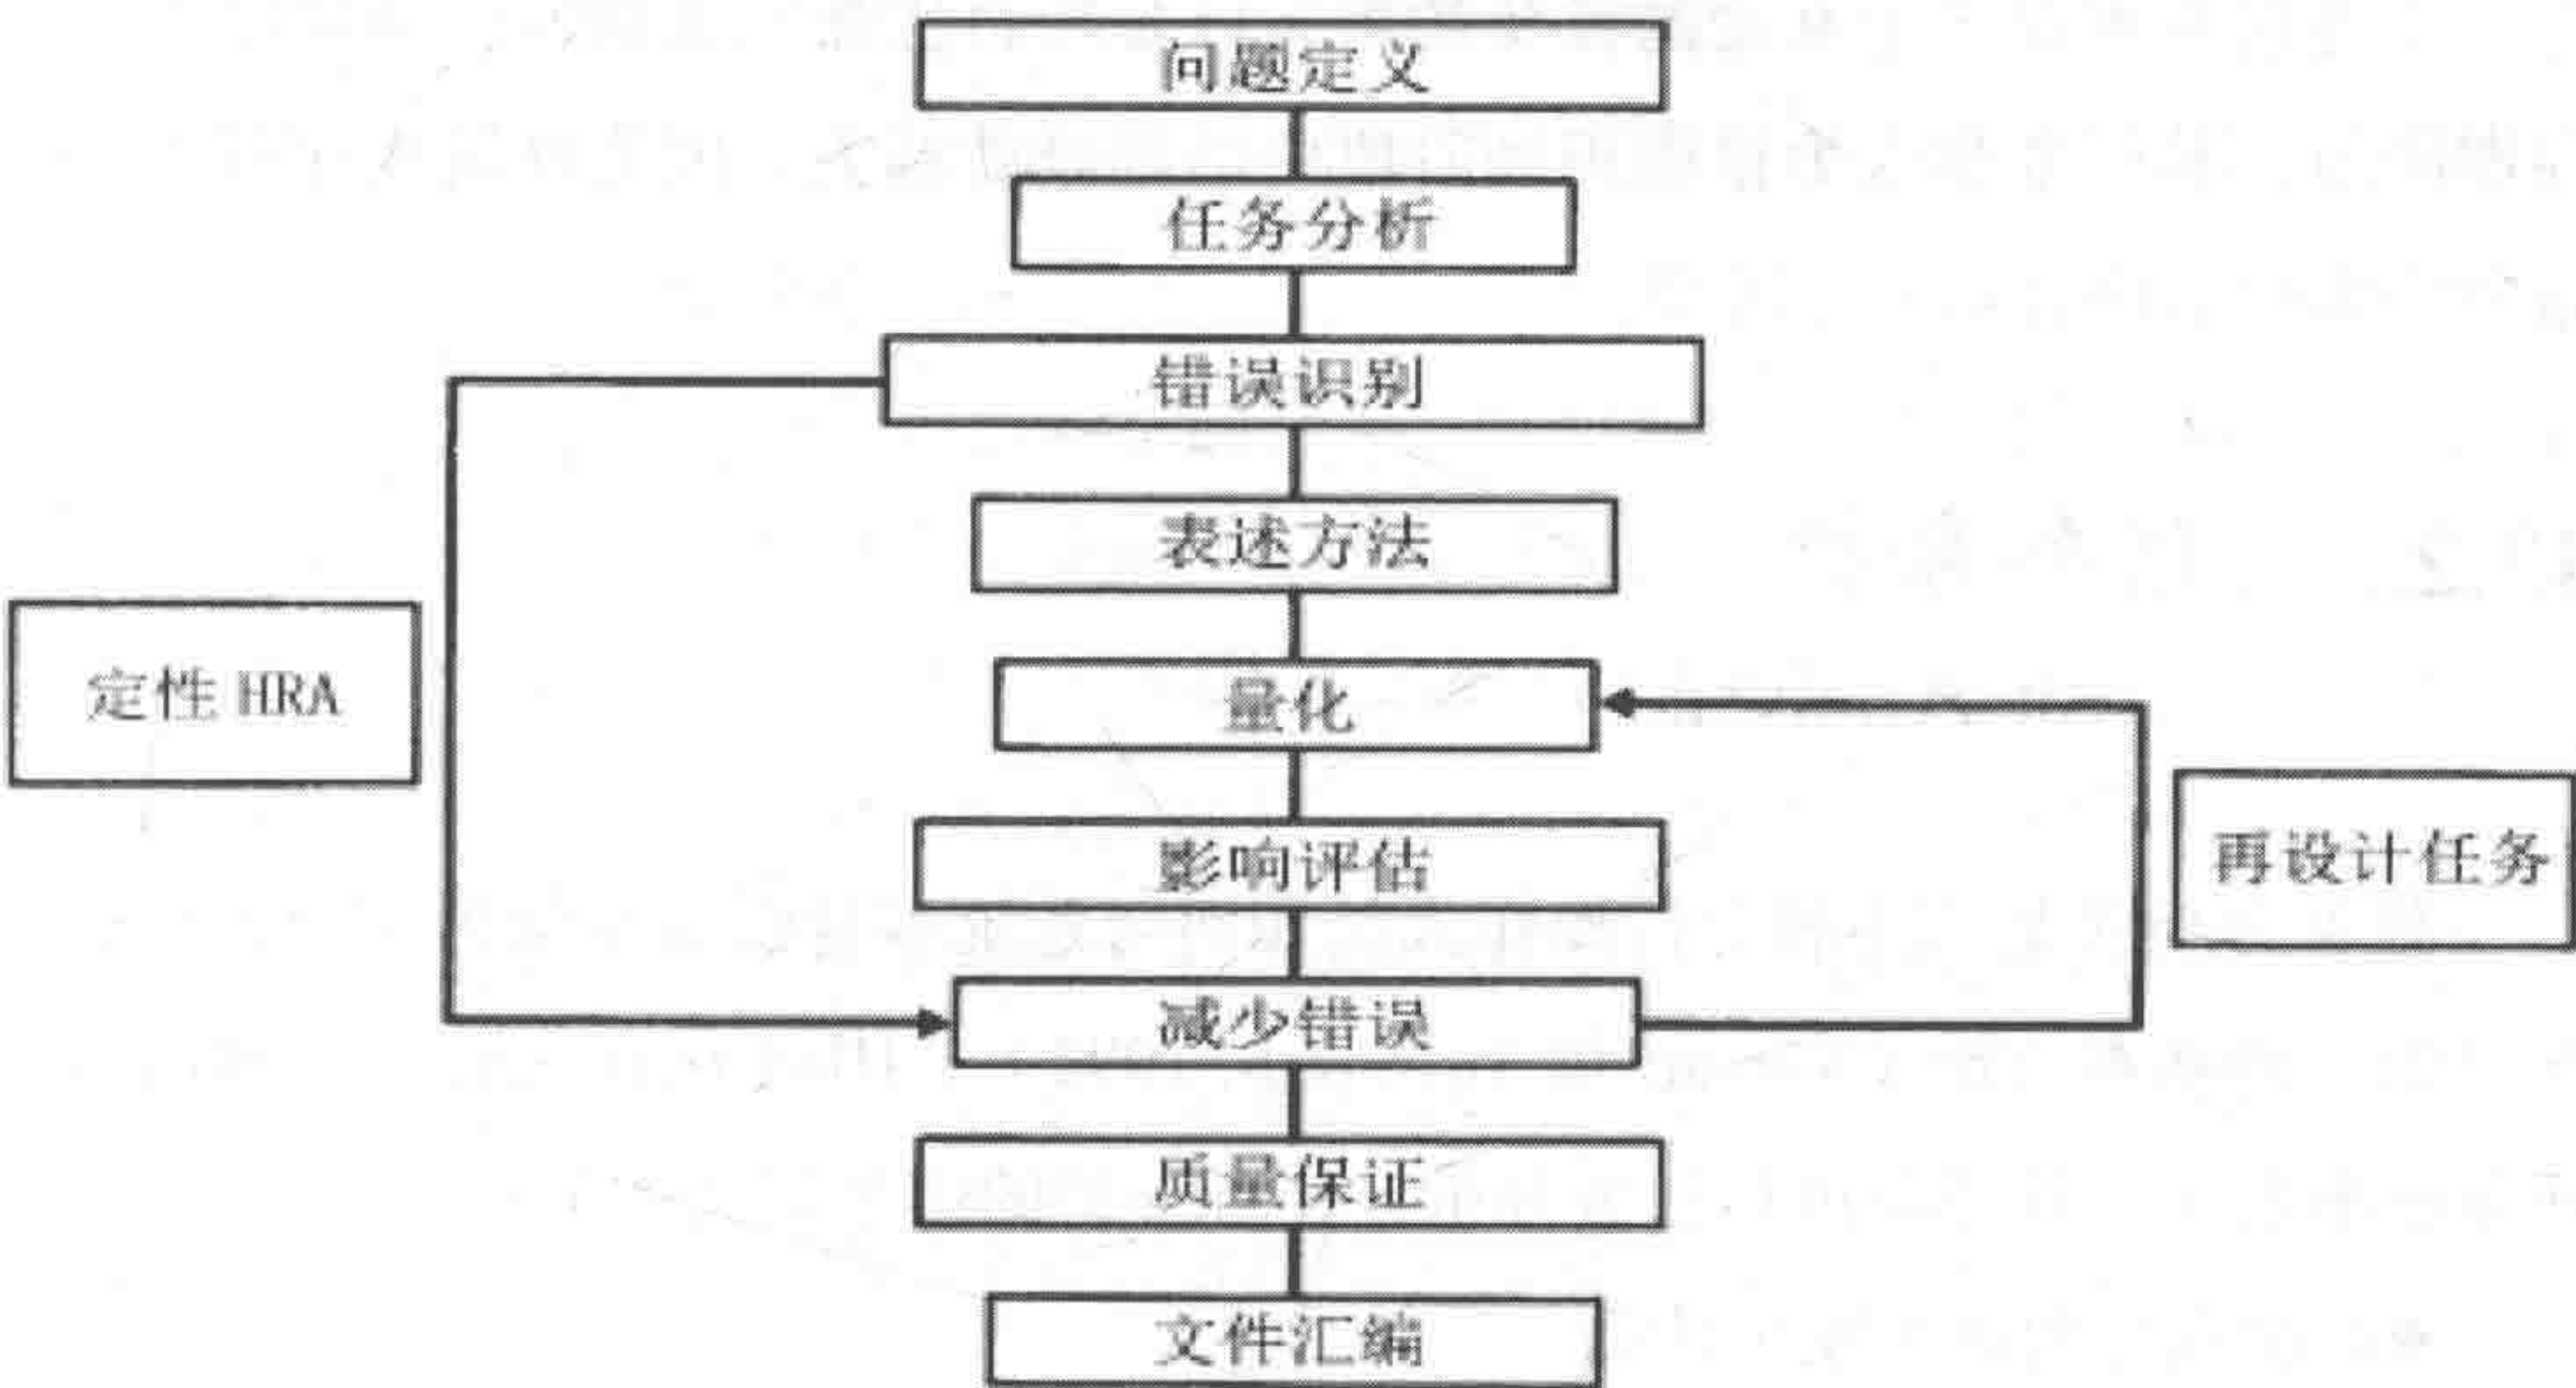 问题定义
任务分析
错误识别
表述方法
定性 HRA
量化
影响评估
再设计任务
减少错误
质量保证
文件汇编